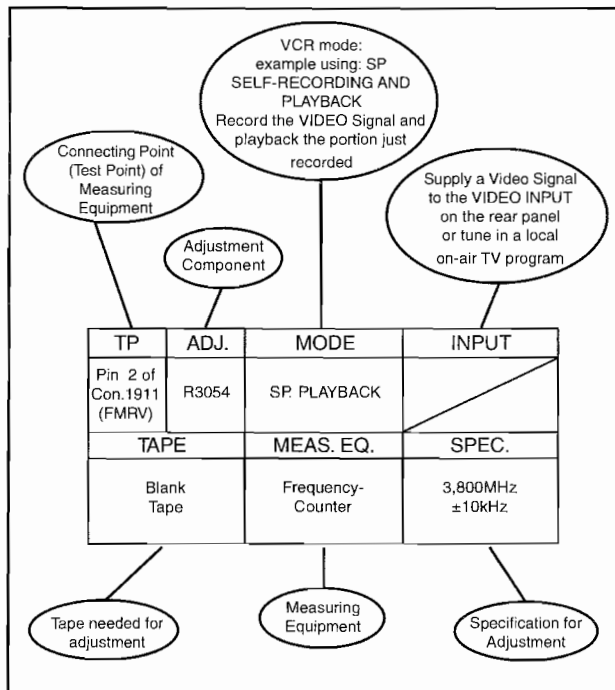 VCR mode:
example using: SP
SELF-RECORDING AND
PLAYBACK
Record the VIDEO Signal and
playback the portion just
recorded
Connecting Point
(Test Point) of
Measuring
Equipment
Supply a Video Signal
to the VIDEO INPUT
on the rear panel
or tune in a local
on-air TV program
Adjustment
Component
TP ADJ. MODE INPUT
Pin 2 of
Con.1911
(FMRV)
R3054
SP. PLAYBACK
TAPE MEAS. EQ. SPEC.
Blank
Tape
Frequency-
Counter
3,800MHz
±10kHz
Tape needed for
adjustment
Measuring
Equipment
Specification for
Adjustment